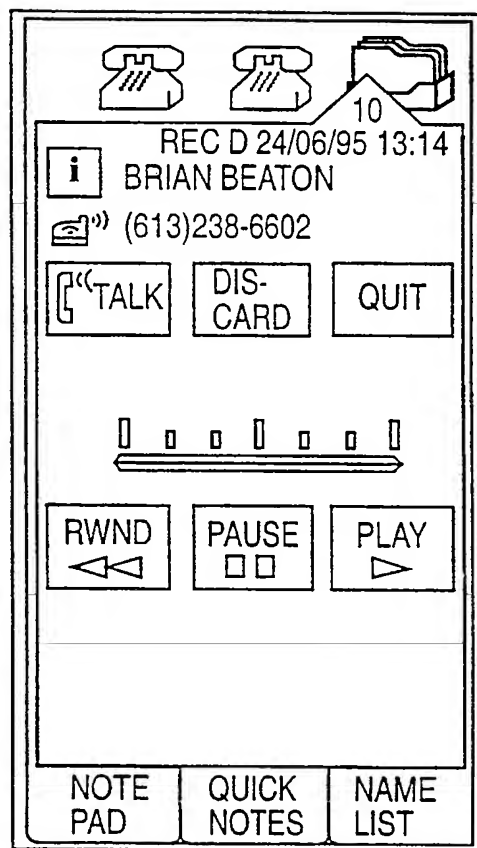 10
REC D 24/06/95 13:14
i BRIAN BEATON
(613)238-6602
TALK
DIS-
CARD
QUIT
RWND
PAUSE
PLAY
NOTE
PAD
QUICK
NOTES
NAME
LIST